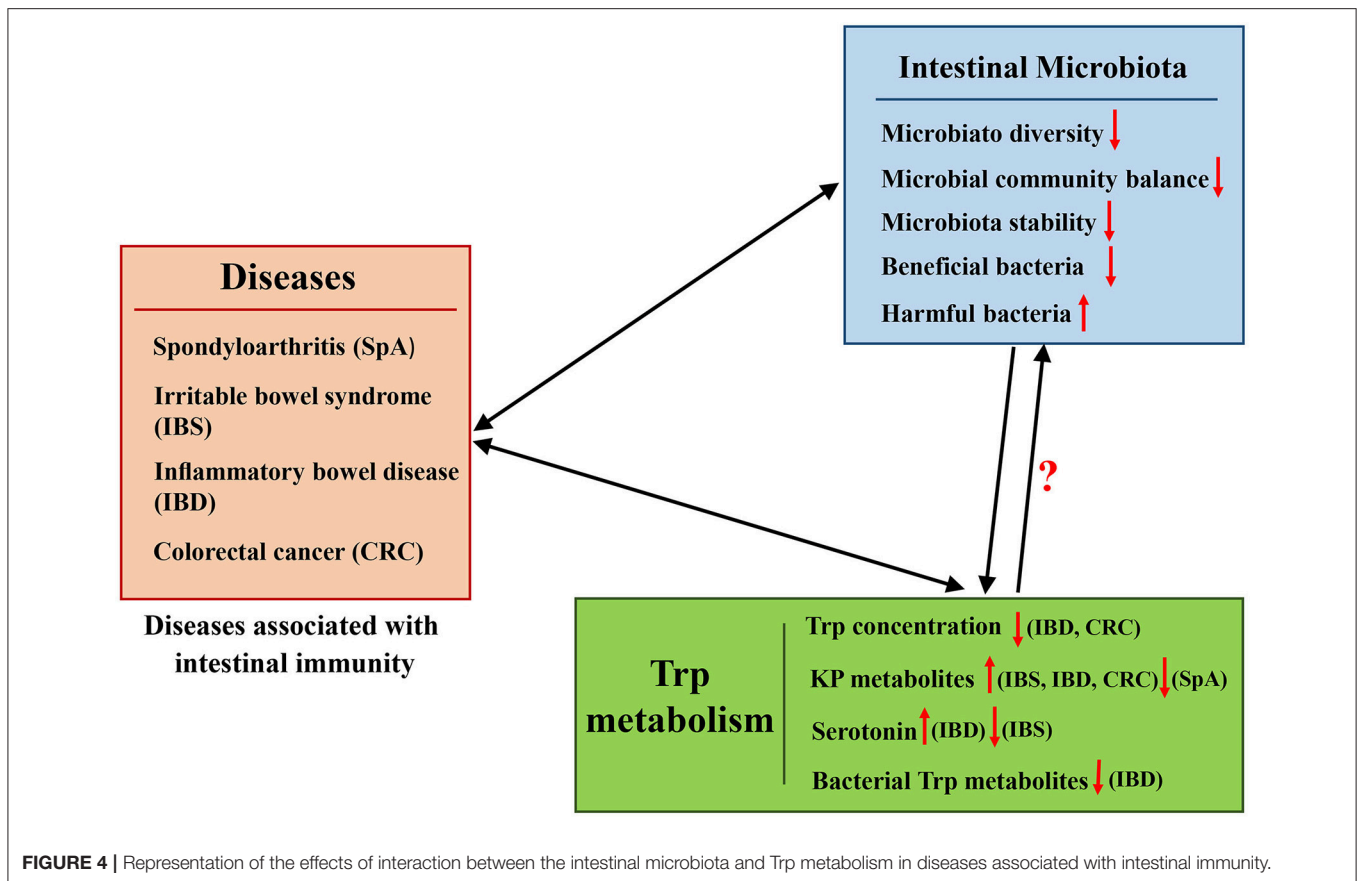 Intestinal Microbiota
Microbiato diversity
Microbial community balance
Microbiota stability
Beneficial bacteria
Harmful bacteria
Diseases
Spondyloarthritis (SpA)
Irritable bowel syndrome
(IBS)
Inflammatory bowel disease
(IBD)
Colorectal cancer (CRC)
Diseases associated with
intestinal immunity
?
Trp
metabolism
Trp concentration ↓ (IBD, CRC)
KP metabolites ↑ (IBS, IBD, CRC) ↓ (SpA)
Serotonin ↑ (IBD) ↓ (IBS)
Bacterial Trp metabolites ↓ (IBD)
FIGURE 4 | Representation of the effects of interaction between the intestinal microbiota and Trp metabolism in diseases associated with intestinal immunity.